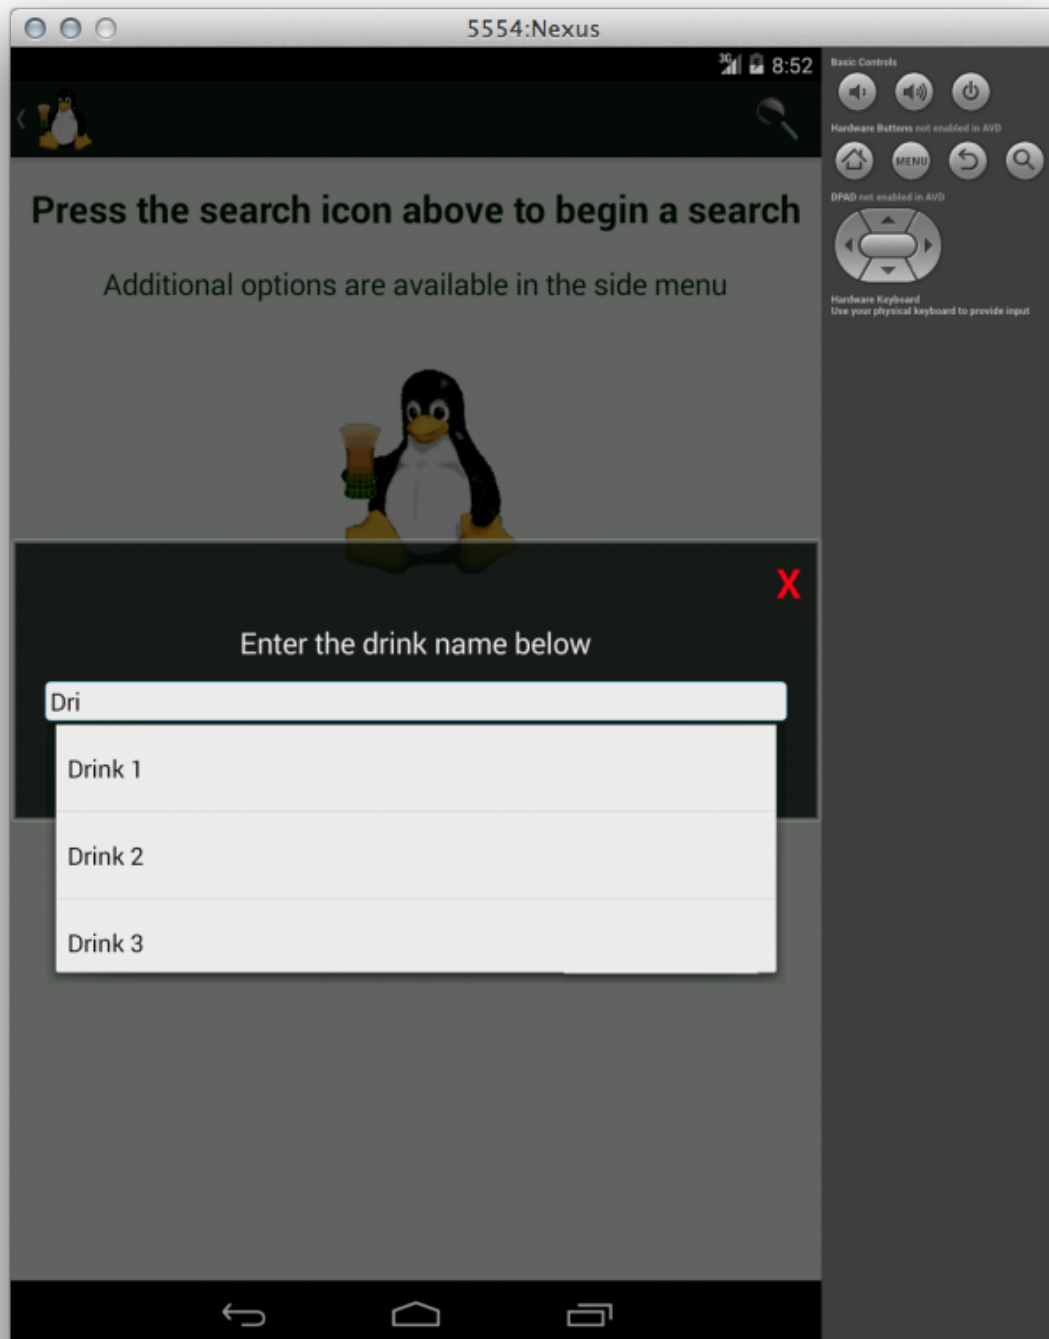 5554:Nexus
3G 8:52
Basic Controls
Hardware Buttons not enabled in AVD
MENU
DPAD not enabled in AVD
Hardware Keyboard
Use your physical keyboard to provide input
Press the search icon above to begin a search
Additional options are available in the side menu
X
Enter the drink name below
Dri
Drink 1
Drink 2
Drink 3